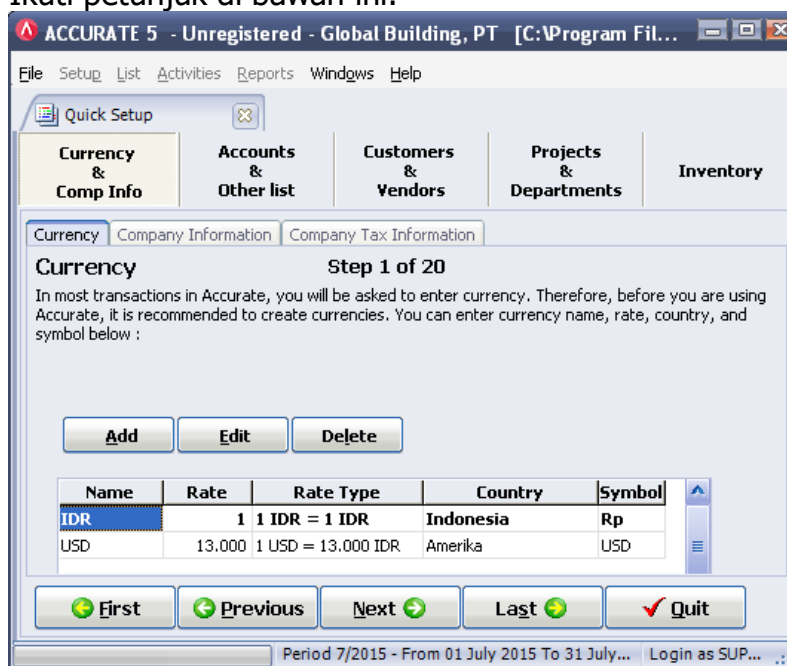 Ikuti petunjuk di bawah ini:
ACCURATE 5 - Unregistered - Global Building, PT [C:\Program Fil...
File Setup List Activities Reports Windows Help
Quick Setup
Currency & Comp Info
Accounts & Other list
Customers & Vendors
Projects & Departments
Inventory
Currency Company Information Company Tax Information
Currency Step 1 of 20
In most transactions in Accurate, you will be asked to enter currency. Therefore, before you are using
Accurate, it is recommended to create currencies. You can enter currency name, rate, country, and
symbol below :
Add Edit Delete
Name Rate Rate Type Country Symbol
IDR 1 1 IDR = 1 IDR Indonesia Rp
USD 13.000 1 USD = 13.000 IDR Amerika USD
First Previous Next Last Quit
Period 7/2015 - From 01 July 2015 To 31 July... Login as SUP...